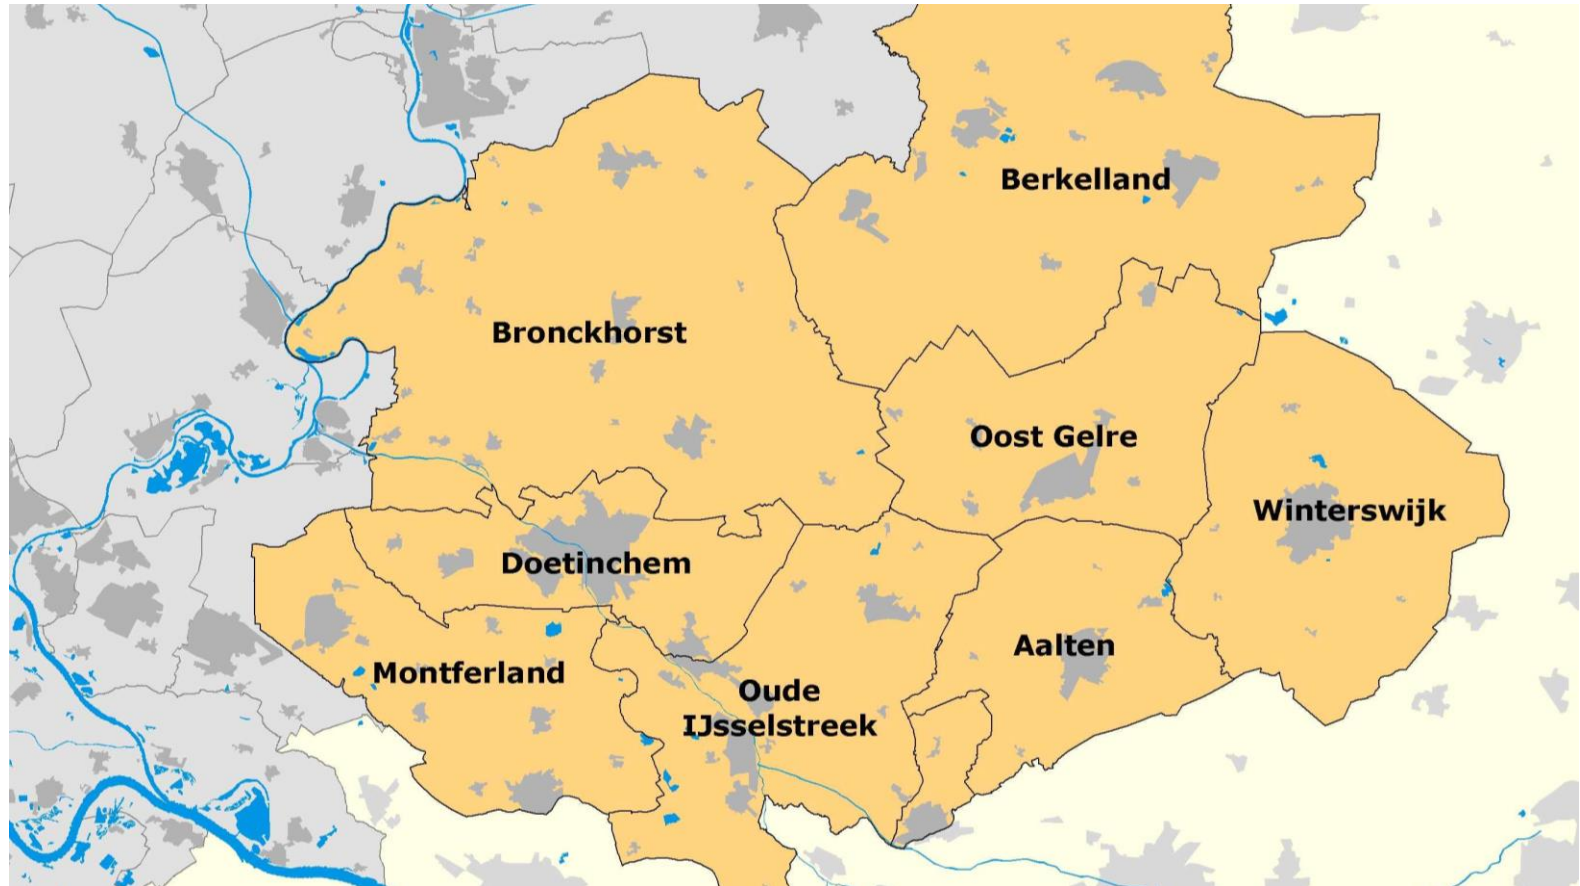 Berkelland
Bronckhorst
Oost Gelre
Winterswijk
Doetinchem
Aalten
Montferland
Oude
IJsselstreek